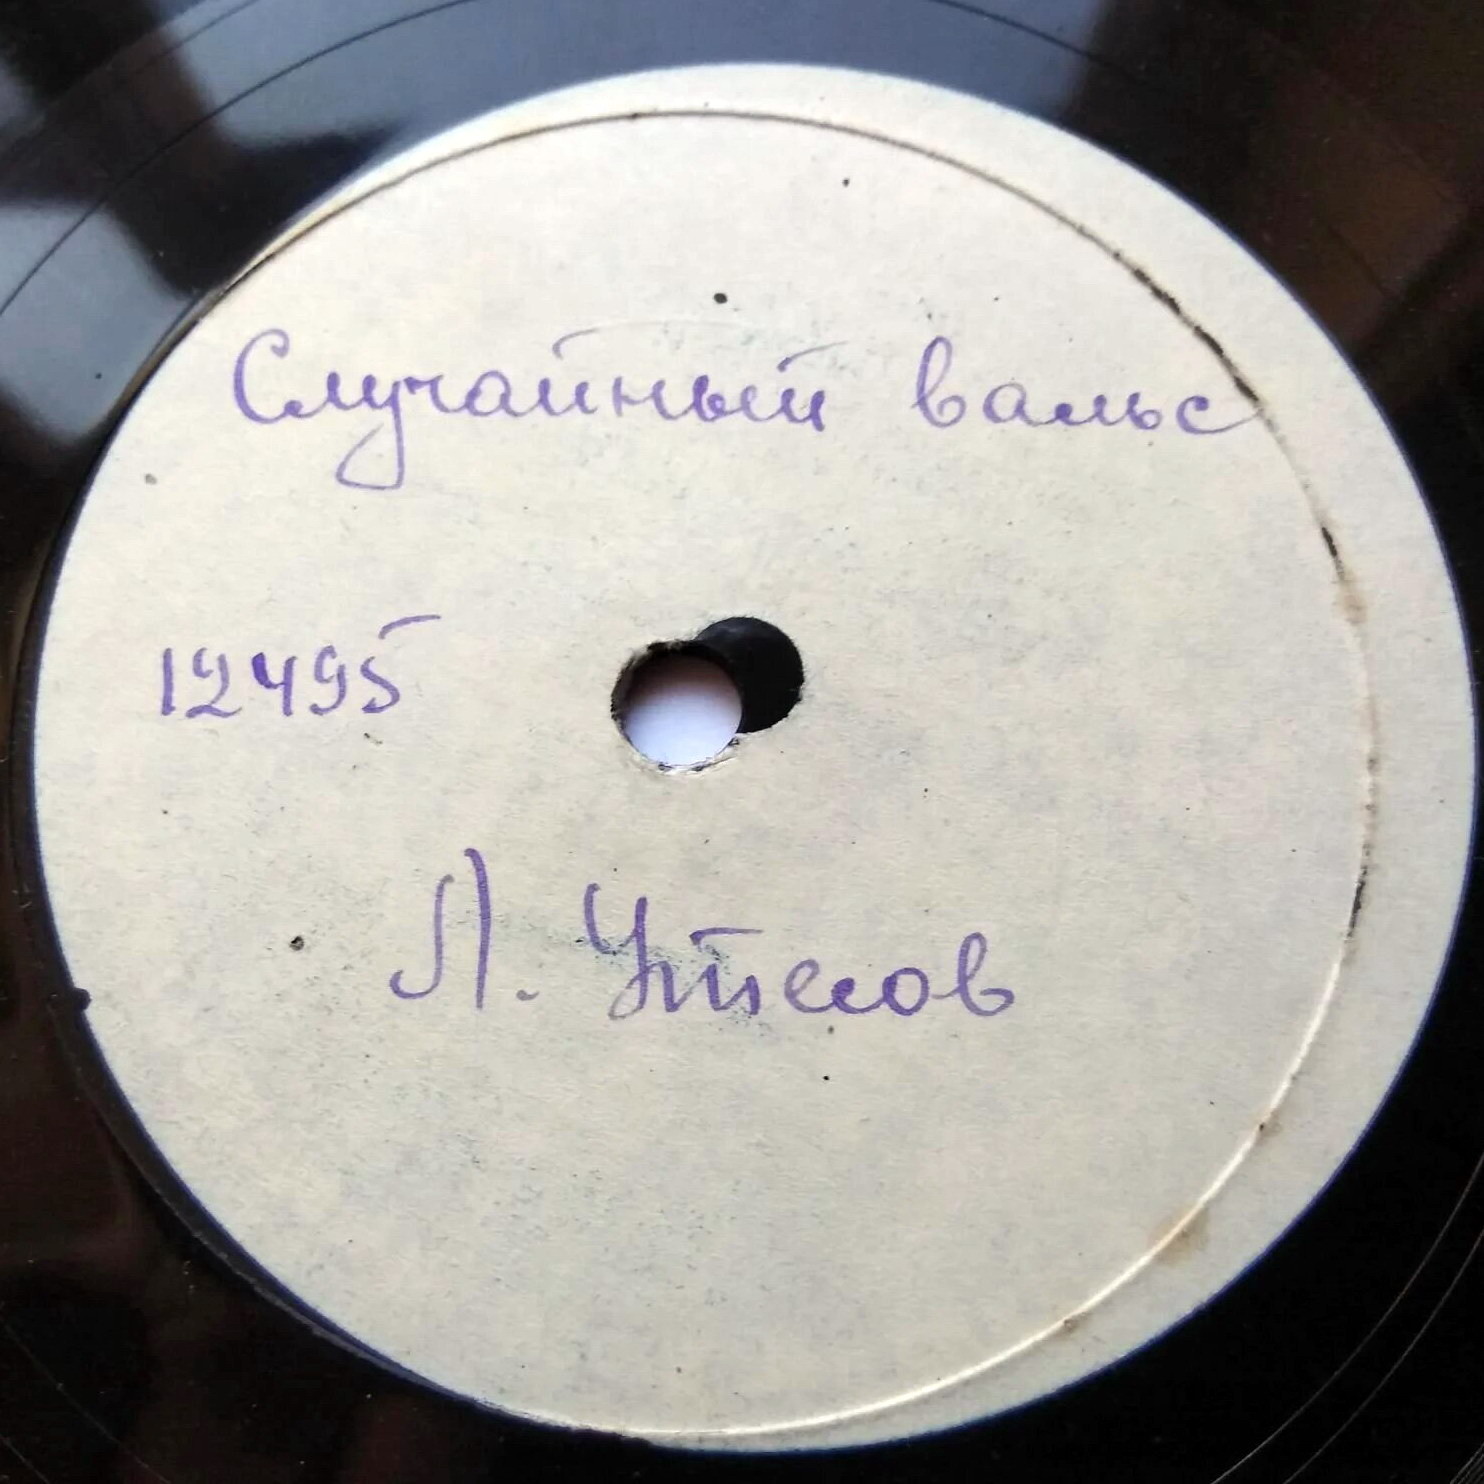 Случайный вальс
12495
Л. Утесов